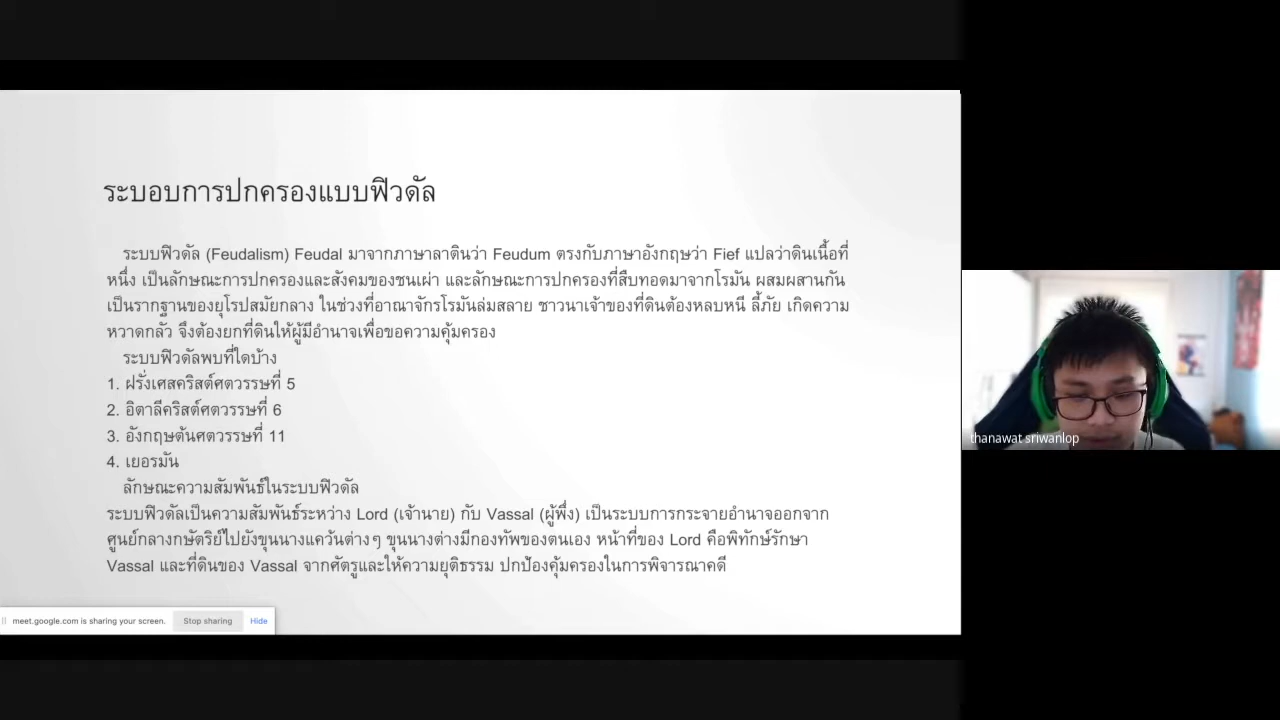 ระบอบการปกครองแบบฟิวดัล
ระบบฟิวดัล (Feudalism) Feudal มาจากภาษาลาตินว่า Feudum ตรงกับภาษาอังกฤษว่า Fief แปลว่าดินเนื้อที่
หนึ่ง เป็นลักษณะการปกครองและสังคมของชนเผ่า และลักษณะการปกครองที่สืบทอดมาจากโรมัน ผสมผสานกัน
เป็นรากฐานของยุโรปสมัยกลาง ในช่วงที่อาณาจักรโรมันล่มสลาย ชาวนาเจ้าของที่ดินต้องหลบหนี ลี้ภัย เกิดความ
หวาดกลัว จึงต้องยกที่ดินให้ผู้มีอำนาจเพื่อขอความคุ้มครอง
ระบบฟิวดัลพบที่ใดบ้าง
1. ฝรั่งเศสคริสต์ศตวรรษที่ 5
2. อิตาลีคริสต์ศตวรรษที่ 6
3. อังกฤษต้นศตวรรษที่ 11
4. เยอรมัน
ลักษณะความสัมพันธ์ในระบบฟิวดัล
ระบบฟิวดัลเป็นความสัมพันธ์ระหว่าง Lord (เจ้านาย) กับ Vassal (ผู้พึ่ง) เป็นระบบการกระจายอำนาจออกจาก
ศูนย์กลางกษัตริย์ไปยังขุนนางแคว้นต่างๆ ขุนนางต่างมีกองทัพของตนเอง หน้าที่ของ Lord คือพิทักษ์รักษา
Vassal และที่ดินของ Vassal จากศัตรูและให้ความยุติธรรม ปกป้องคุ้มครองในการพิจารณาคดี
meet.google.com is sharing your screen. Stop sharing Hide
thanawat sriwanlop